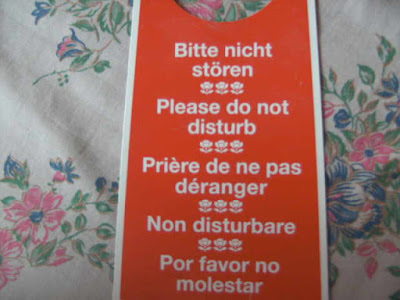 Bitte nicht
stören
Please do not
disturb
Prière de ne pas
déranger
Non disturbare
Por favor no
molestar